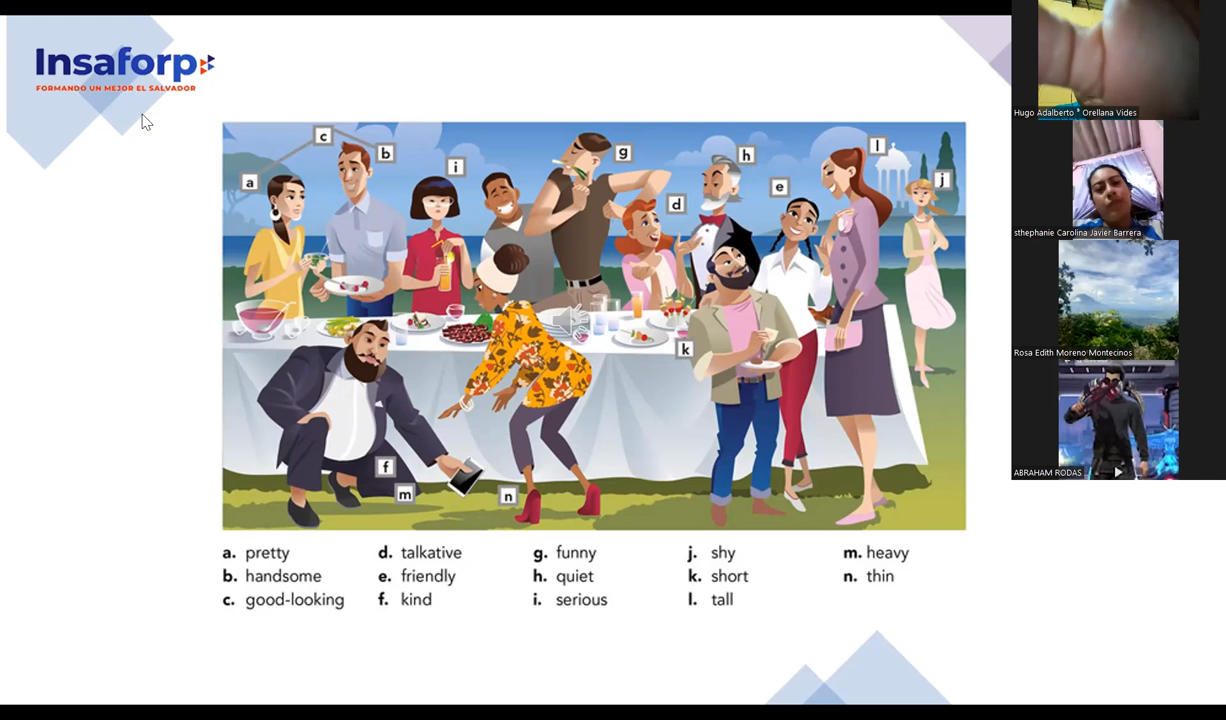 Insaforp
FORMANDO UN MEJOR EL SALVADOR
c
b
a
i
g
h
l
e
j
d
k
f
m
n
a. pretty
b. handsome
c. good-looking
d. talkative
e. friendly
f. kind
g. funny
h. quiet
i. serious
j. shy
k. short
l. tall
m. heavy
n. thin
Hugo Adalberto * Orellana Vides
sthephanie Carolina Javier Barrera
Rosa Edith Moreno Montecinos
ABRAHAM RODAS